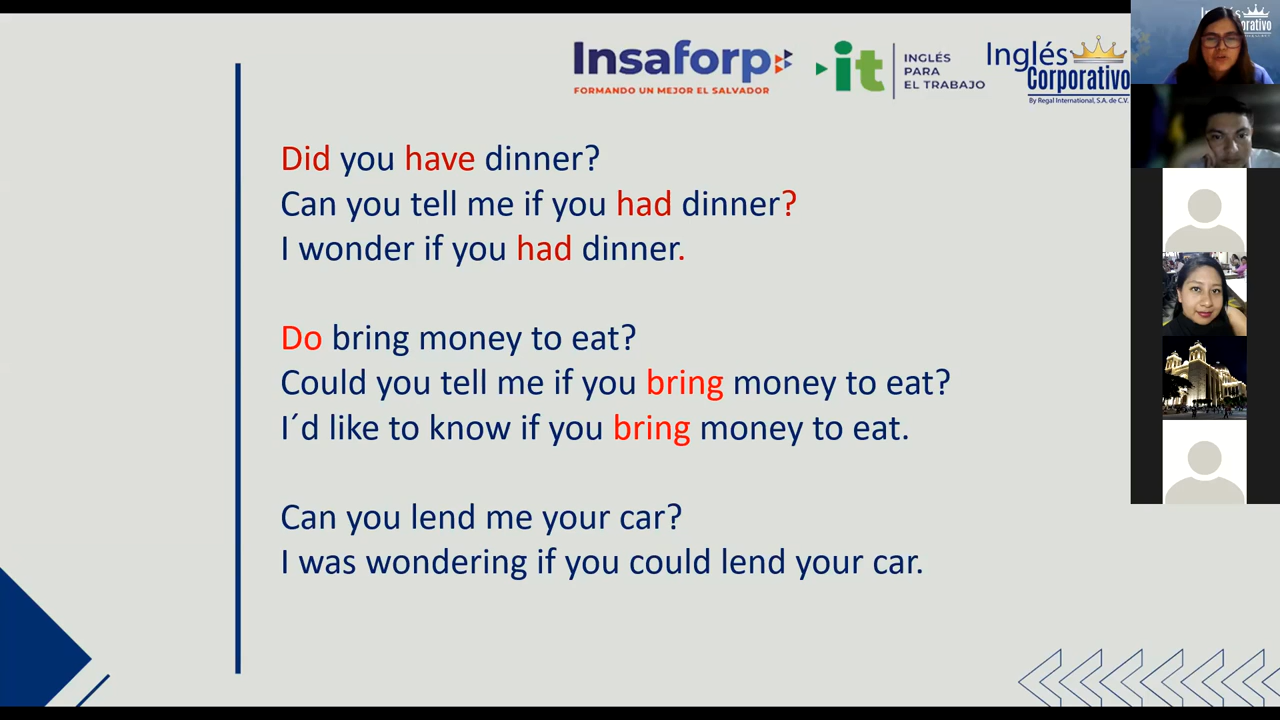 Insaforp
FORMANDO UN MEJOR EL SALVADOR
it
INGLÉS
PARA
EL TRABAJO
Inglés
Corporativo
By Regal International, S.A. de C.V.
Did you have dinner?
Can you tell me if you had dinner?
I wonder if you had dinner.
Do bring money to eat?
Could you tell me if you bring money to eat?
I´d like to know if you bring money to eat.
Can you lend me your car?
I was wondering if you could lend your car.